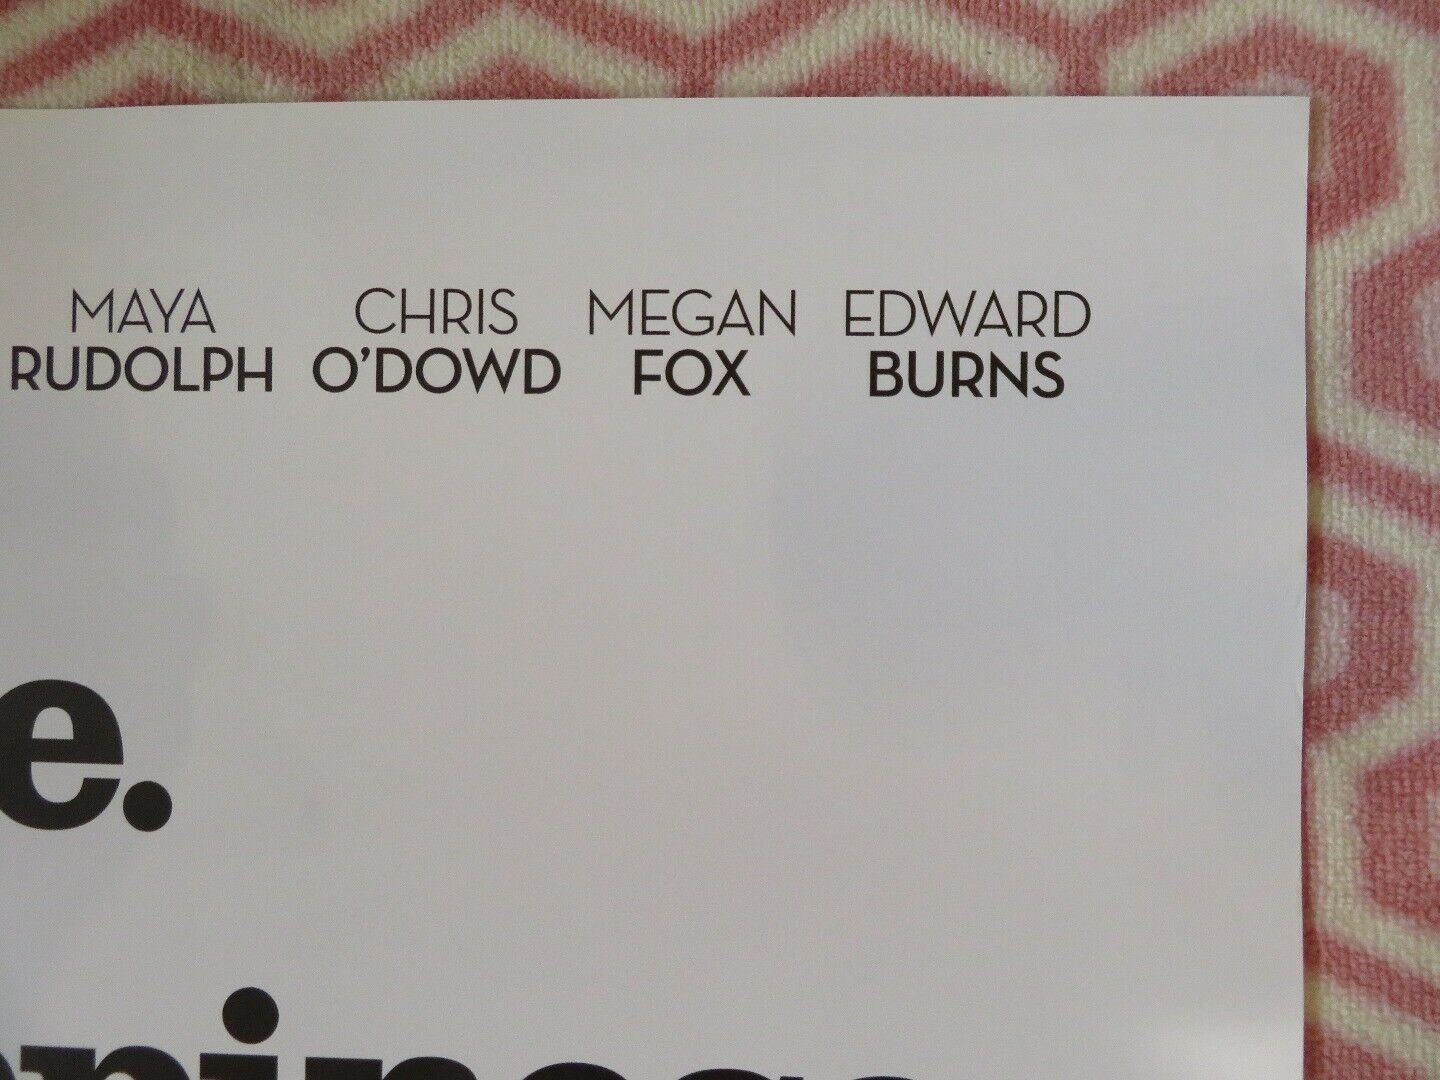 MAYA CHRIS MEGAN EDWARD
RUDOLPH O'DOWD FOX BURNS
e.